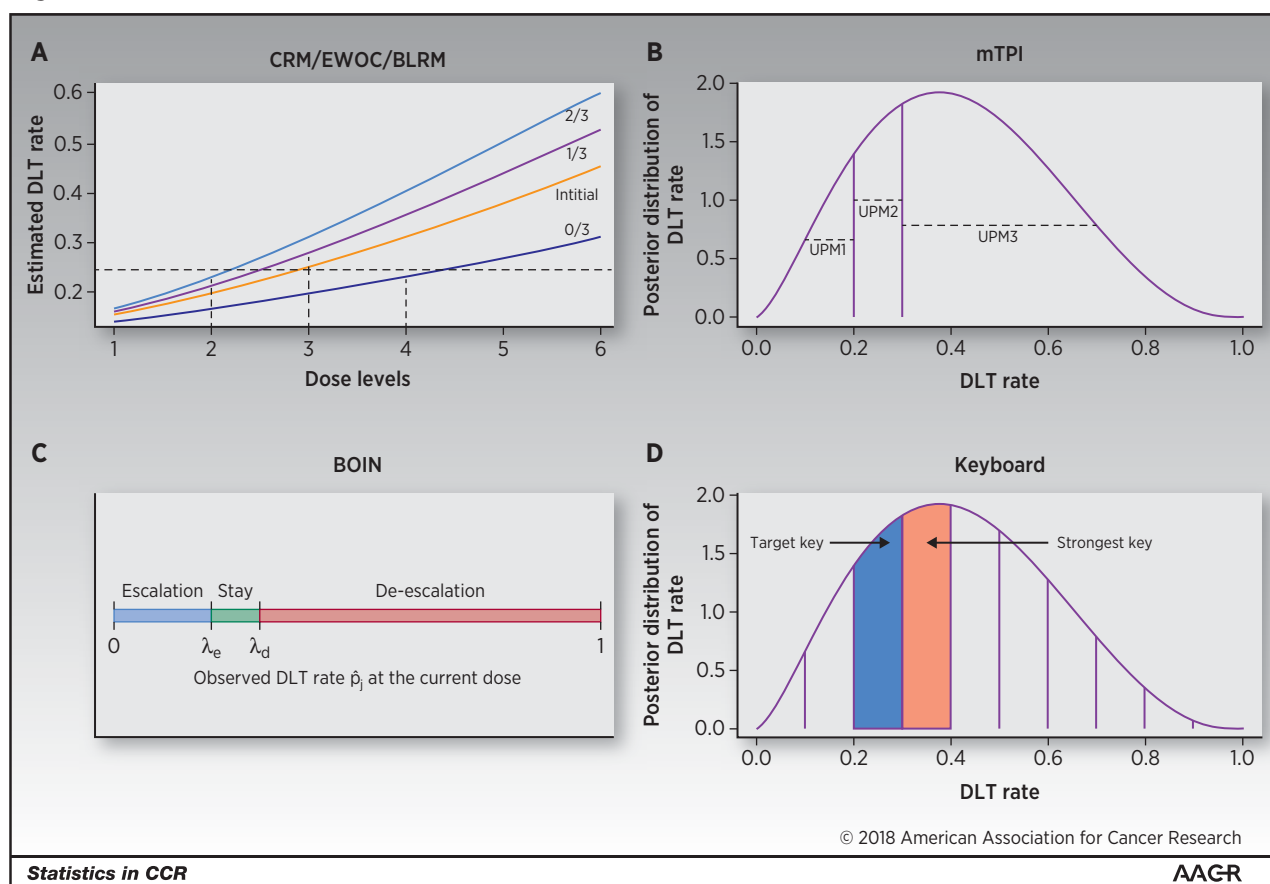 A
CRM/EWOC/BLRM
Estimated DLT rate
0.6
0.5
0.4
0.3
0.2
2/3
1/3
Intitial
0/3
1 2 3 4 5 6
Dose levels
B
mTPI
Posterior distribution of
DLT rate
2.0
1.5
1.0
0.5
0.0
UPM1
UPM2
UPM3
0.0 0.2 0.4 0.6 0.8 1.0
DLT rate
C
BOIN
Escalation Stay De-escalation
0 λe λd 1
Observed DLT rate p̂j at the current dose
D
Keyboard
Posterior distribution of
DLT rate
2.0
1.5
1.0
0.5
0.0
Target key
Strongest key
0.0 0.2 0.4 0.6 0.8 1.0
DLT rate
© 2018 American Association for Cancer Research
Statistics in CCR
AACR